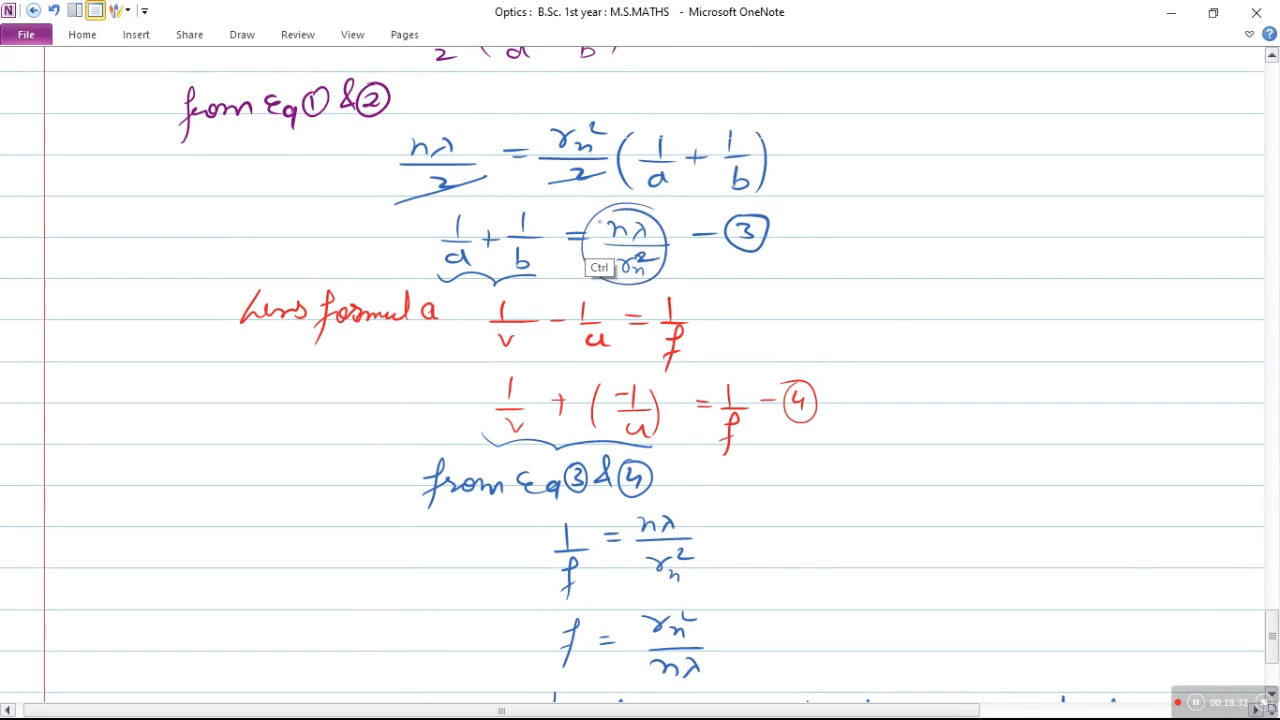 Optics : B.Sc. 1st year : M.S.MATHS - Microsoft OneNote
File Home Insert Share Draw Review View Pages
2 ( a b )
from Eq ① & ②
nλ/2 = rn²/2 (1/a + 1/b)
1/a + 1/b = nλ/rn² - ③
Ctrl
Lens formula 1/v - 1/u = 1/f
1/v + (-1/u) = 1/f - ④
from Eq ③ & ④
1/f = nλ/rn²
f = rn²/nλ
00:18:32